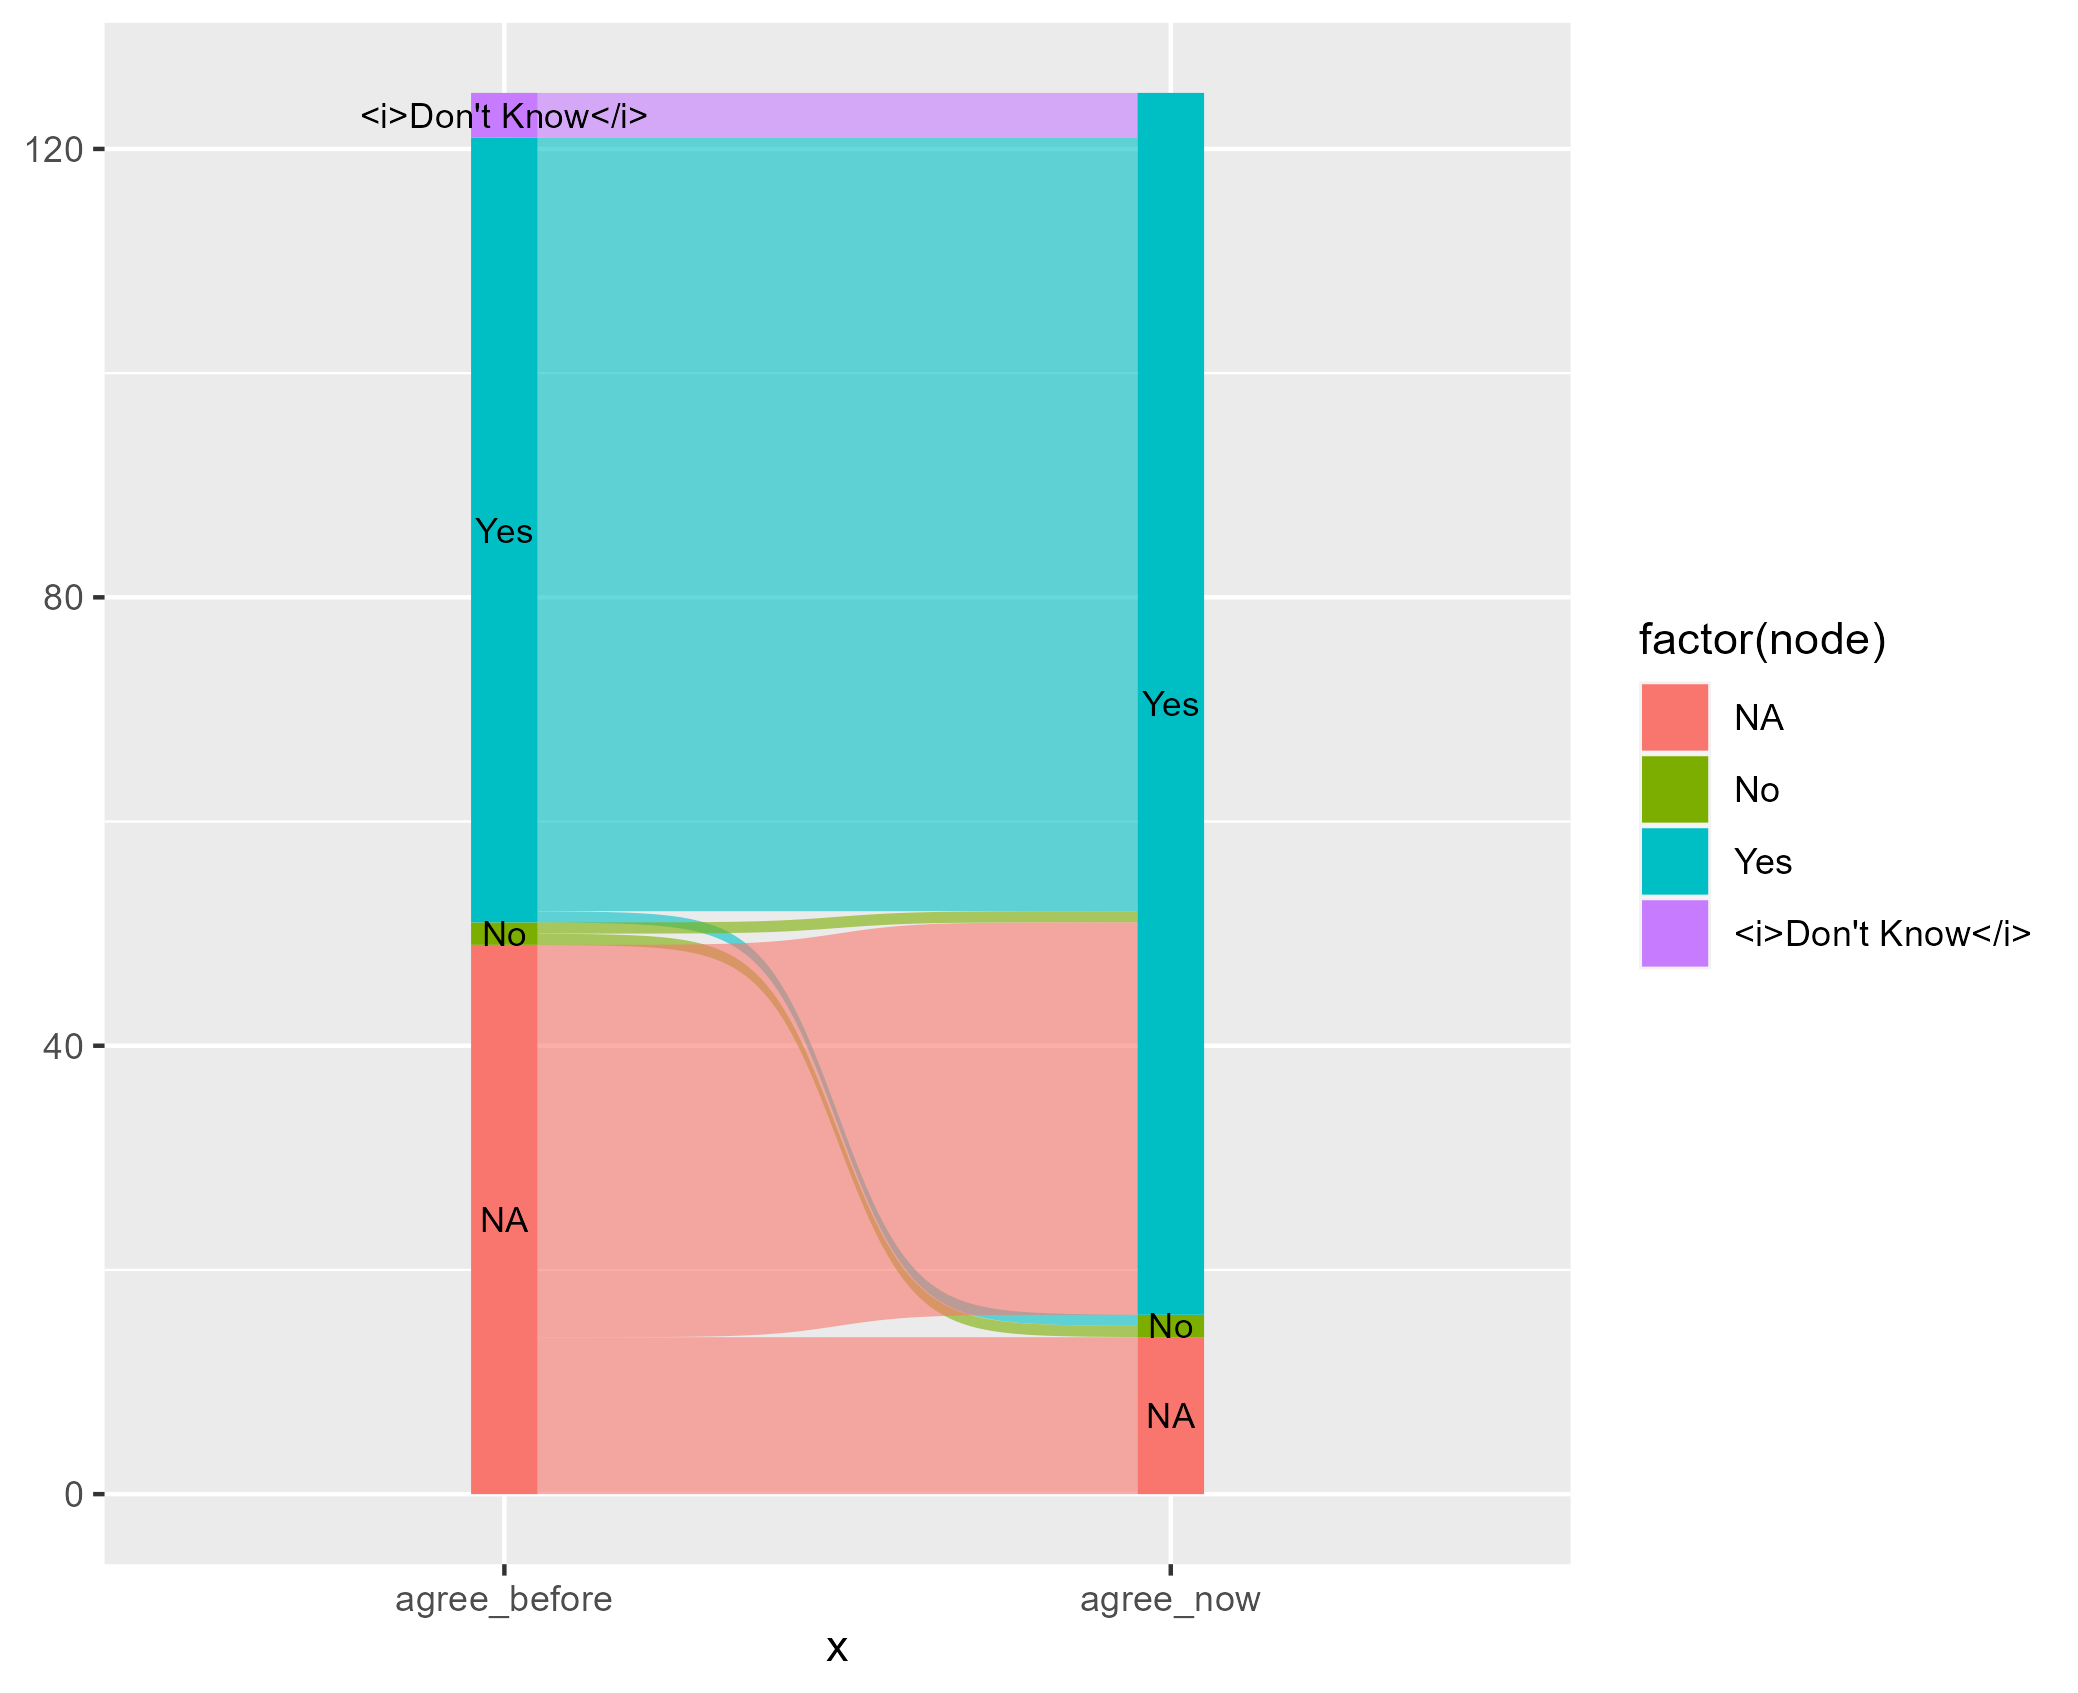 120
80
40
0
<i>Don't Know</i>
Yes
No
NA
Yes
No
NA
agree_before
agree_now
x
factor(node)
NA
No
Yes
<i>Don't Know</i>